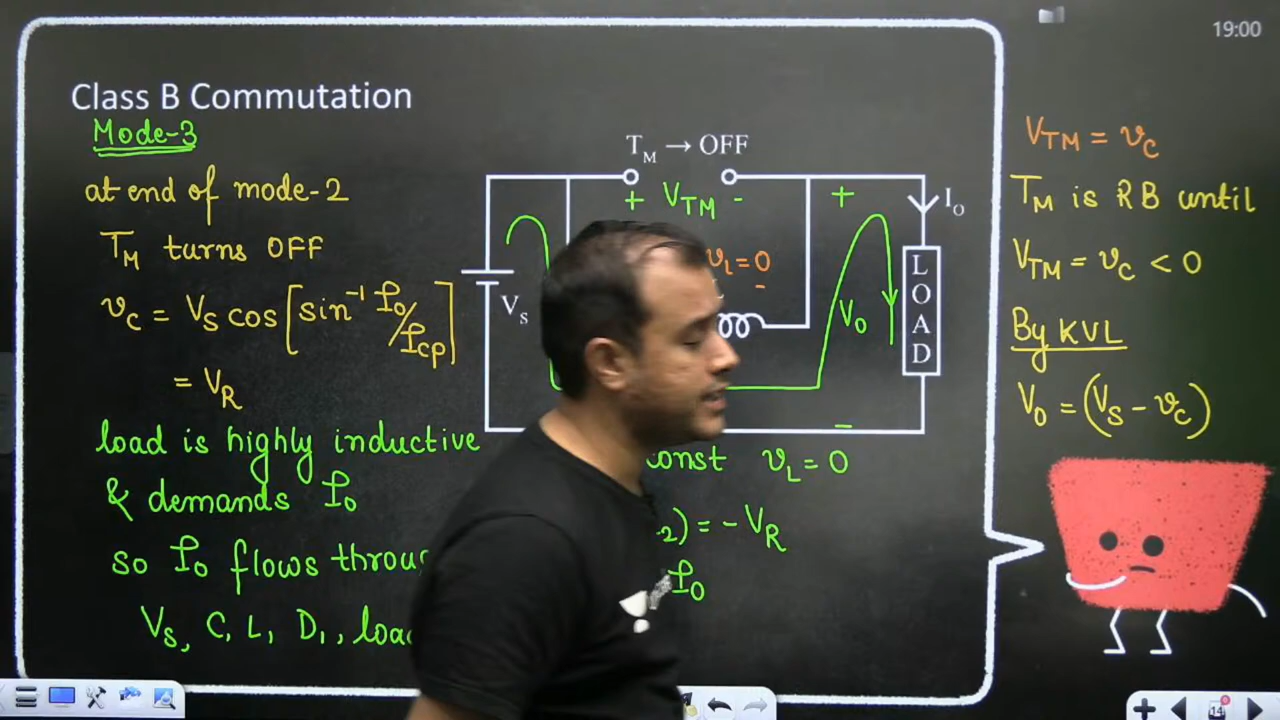 19:00
Class B Commutation
Mode-3
at end of mode-2
T_M turns OFF
v_C = V_S cos[sin⁻¹ I_0/I_CP]
= V_R
load is highly inductive
& demands I_0
so I_0 flows
V_S, C, L, D_1,
T_M → OFF
+ V_TM -
v_L = 0
-
+
I_O
V_S
V_0
LOAD
-
const v_L = 0
2) = -V_R
I_0
V_TM = v_C
T_M is RB until
V_TM = v_C < 0
By KVL
V_0 = (V_S - v_C)
14